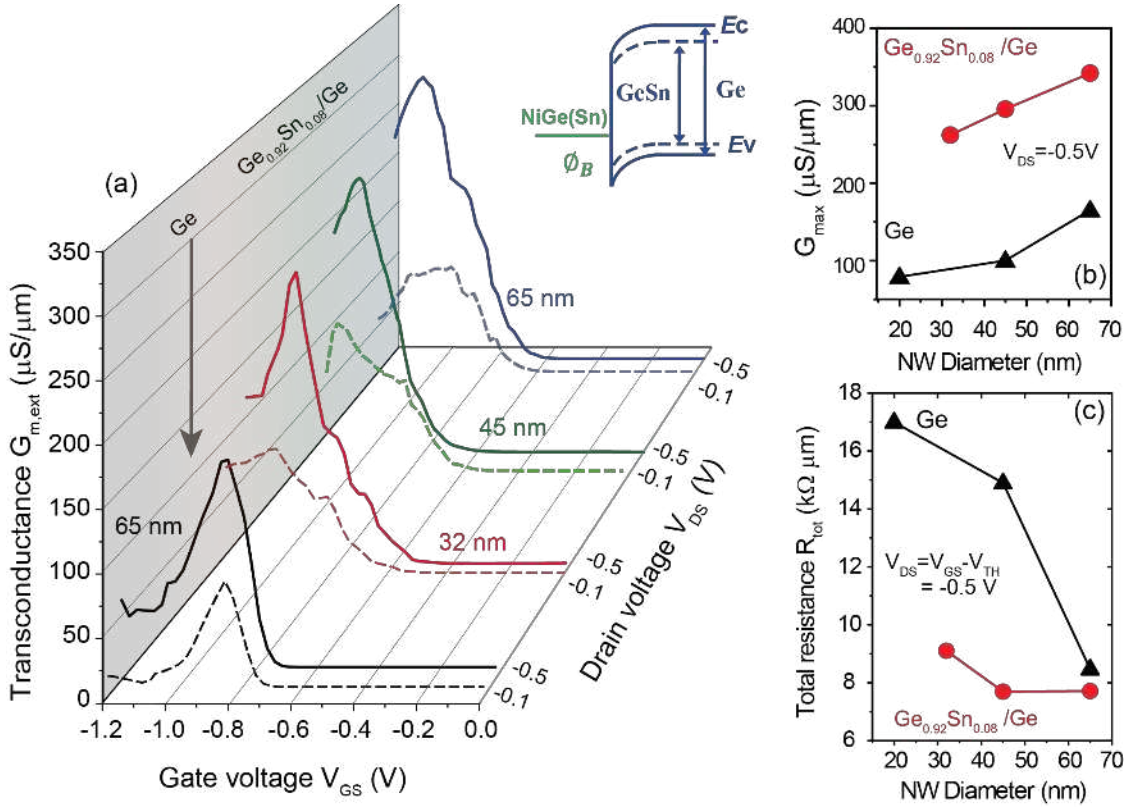 (a)
Ge
Ge0.92Sn0.08/Ge
Ec
GeSn
Ge
NiGe(Sn)
ØB
Ev
65 nm
45 nm
32 nm
65 nm
-0.5
-0.1
-0.5
-0.1
-0.5
-0.1
-0.5
-0.1
Drain voltage VDS (V)
350
300
250
200
150
100
50
0
Transconductance Gm,ext (µS/µm)
-1.2 -1.0 -0.8 -0.6 -0.4 -0.2 0.0
Gate voltage VGS (V)
400
300
200
100
Gmax (µS/µm)
Ge0.92Sn0.08 /Ge
VDS=-0.5V
Ge
(b)
20 30 40 50 60 70
NW Diameter (nm)
18
16
14
12
10
8
6
Total resistance Rtot (kΩ µm)
(c)
Ge
VDS=VGS-VTH
= -0.5 V
Ge0.92Sn0.08/Ge
20 30 40 50 60 70
NW Diameter (nm)